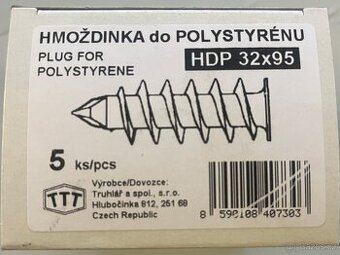 HMOŽDINKA do POLYSTYRÉNU
PLUG FOR
POLYSTYRENE
HDP 32x95
5 ks/pcs
TTT
Výrobce/Dovozce:
Truhlář a spol., s.r.o.
Hlubočinka 812, 251 68
Czech Republic
8 590108 407303